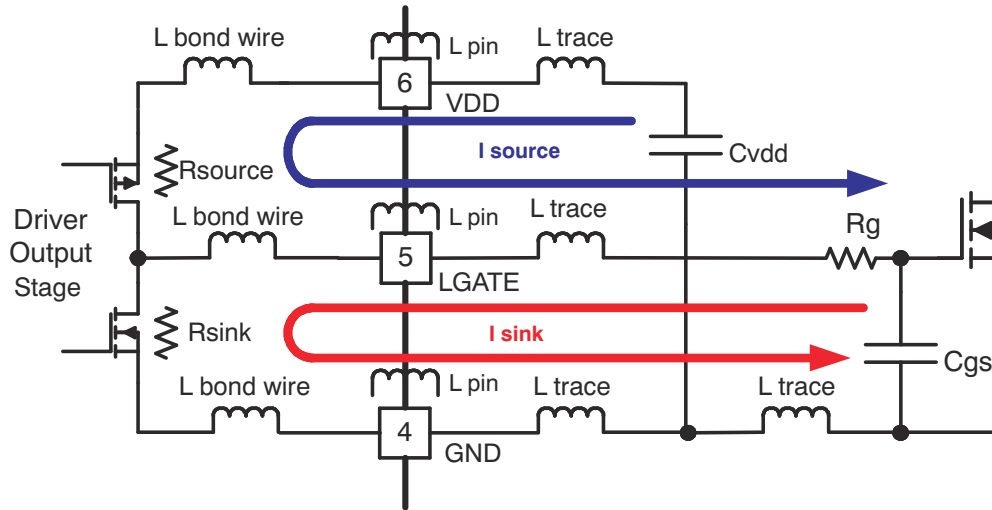 L bond wire
L pin
L trace
6
VDD
I source
Cvdd
Rsource
L bond wire
L pin
L trace
Rg
Driver
Output
Stage
5
LGATE
Rsink
I sink
L bond wire
L pin
L trace
L trace
Cgs
4
GND